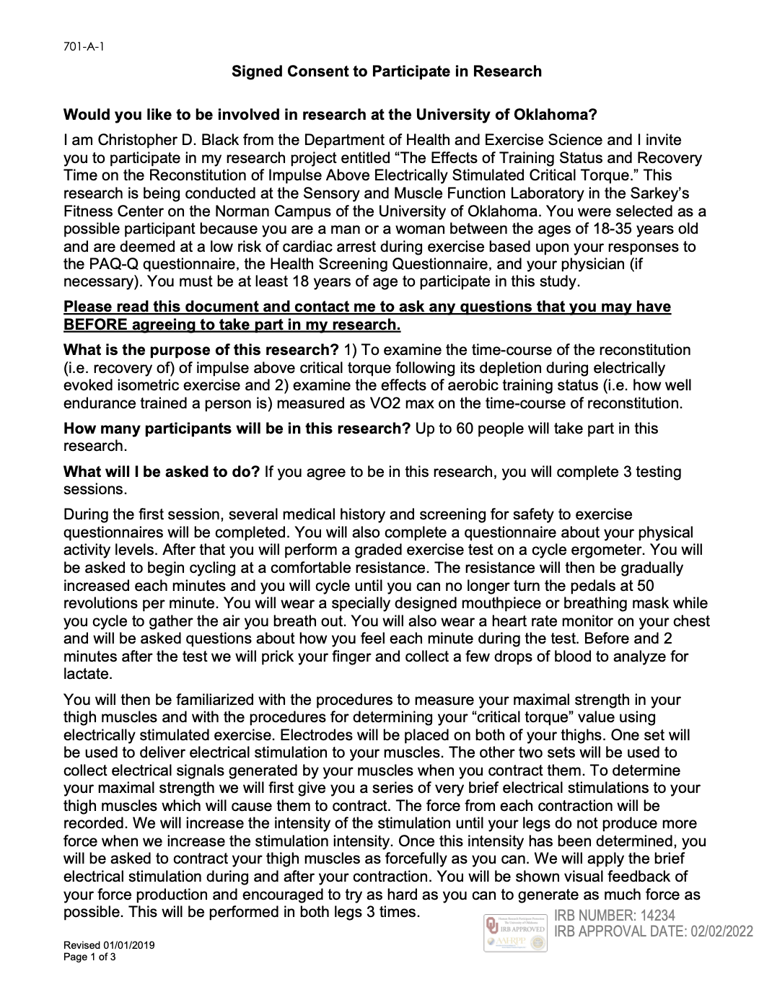 701-A-1
Signed Consent to Participate in Research
Would you like to be involved in research at the University of Oklahoma?
I am Christopher D. Black from the Department of Health and Exercise Science and I invite
you to participate in my research project entitled “The Effects of Training Status and Recovery
Time on the Reconstitution of Impulse Above Electrically Stimulated Critical Torque.” This
research is being conducted at the Sensory and Muscle Function Laboratory in the Sarkey’s
Fitness Center on the Norman Campus of the University of Oklahoma. You were selected as a
possible participant because you are a man or a woman between the ages of 18-35 years old
and are deemed at a low risk of cardiac arrest during exercise based upon your responses to
the PAQ-Q questionnaire, the Health Screening Questionnaire, and your physician (if
necessary). You must be at least 18 years of age to participate in this study.
Please read this document and contact me to ask any questions that you may have
BEFORE agreeing to take part in my research.
What is the purpose of this research? 1) To examine the time-course of the reconstitution
(i.e. recovery of) of impulse above critical torque following its depletion during electrically
evoked isometric exercise and 2) examine the effects of aerobic training status (i.e. how well
endurance trained a person is) measured as VO2 max on the time-course of reconstitution.
How many participants will be in this research? Up to 60 people will take part in this
research.
What will I be asked to do? If you agree to be in this research, you will complete 3 testing
sessions.
During the first session, several medical history and screening for safety to exercise
questionnaires will be completed. You will also complete a questionnaire about your physical
activity levels. After that you will perform a graded exercise test on a cycle ergometer. You will
be asked to begin cycling at a comfortable resistance. The resistance will then be gradually
increased each minutes and you will cycle until you can no longer turn the pedals at 50
revolutions per minute. You will wear a specially designed mouthpiece or breathing mask while
you cycle to gather the air you breath out. You will also wear a heart rate monitor on your chest
and will be asked questions about how you feel each minute during the test. Before and 2
minutes after the test we will prick your finger and collect a few drops of blood to analyze for
lactate.
You will then be familiarized with the procedures to measure your maximal strength in your
thigh muscles and with the procedures for determining your “critical torque” value using
electrically stimulated exercise. Electrodes will be placed on both of your thighs. One set will
be used to deliver electrical stimulation to your muscles. The other two sets will be used to
collect electrical signals generated by your muscles when you contract them. To determine
your maximal strength we will first give you a series of very brief electrical stimulations to your
thigh muscles which will cause them to contract. The force from each contraction will be
recorded. We will increase the intensity of the stimulation until your legs do not produce more
force when we increase the stimulation intensity. Once this intensity has been determined, you
will be asked to contract your thigh muscles as forcefully as you can. We will apply the brief
electrical stimulation during and after your contraction. You will be shown visual feedback of
your force production and encouraged to try as hard as you can to generate as much force as
possible. This will be performed in both legs 3 times.
Human Research Participant Protection
The University of Oklahoma
IRB APPROVED
AAHRPP
IRB NUMBER: 14234
IRB APPROVAL DATE: 02/02/2022
Revised 01/01/2019
Page 1 of 3